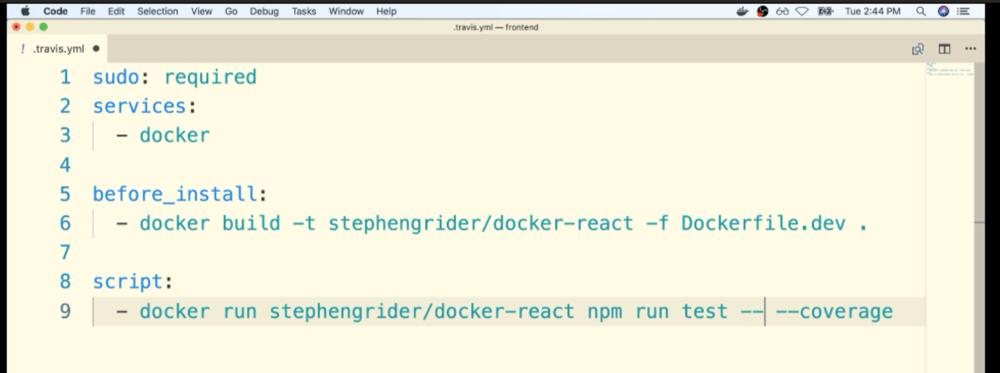 Code File Edit Selection View Go Debug Tasks Window Help Tue 2:44 PM
.travis.yml — frontend
! .travis.yml ●
1 sudo: required
2 services:
3   - docker
4
5 before_install:
6   - docker build -t stephengrider/docker-react -f Dockerfile.dev .
7
8 script:
9   - docker run stephengrider/docker-react npm run test -- --coverage